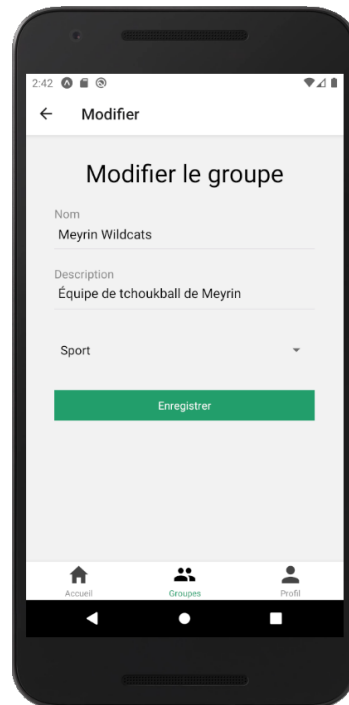 2:42
Modifier
Modifier le groupe
Nom
Meyrin Wildcats
Description
Équipe de tchoukball de Meyrin
Sport
Enregistrer
Accueil
Groupes
Profil